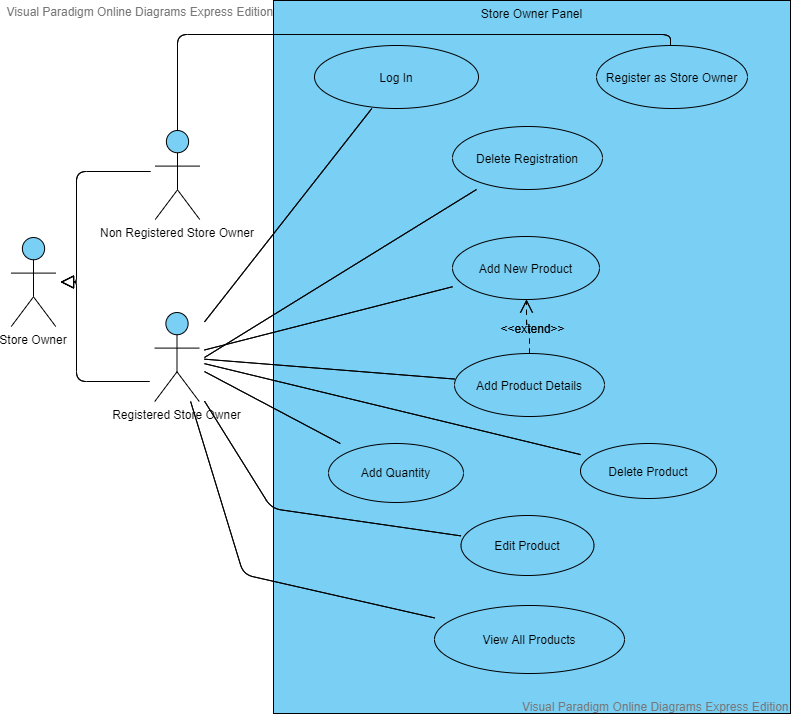 Visual Paradigm Online Diagrams Express Edition
Store Owner Panel
Log In
Register as Store Owner
Delete Registration
Non Registered Store Owner
Add New Product
<<extend>>
Store Owner
Add Product Details
Registered Store Owner
Add Quantity
Delete Product
Edit Product
View All Products
Visual Paradigm Online Diagrams Express Edition